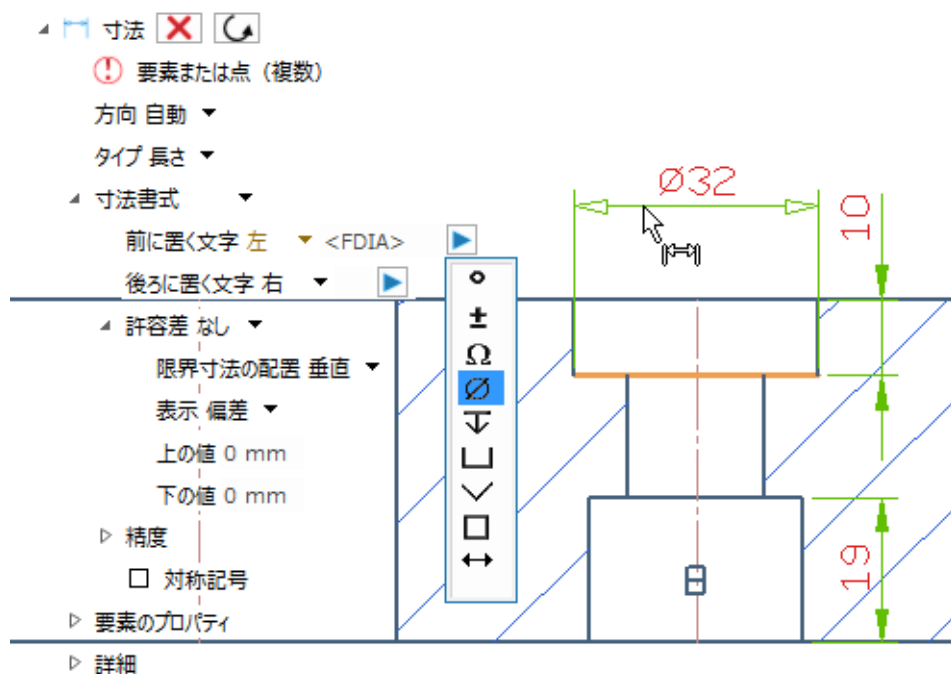 寸法
要素または点（複数）
方向 自動
タイプ 長さ
寸法書式
前に置く文字 左 <FDIA>
後ろに置く文字 右
許容差 なし
限界寸法の配置 垂直
表示 偏差
上の値 0 mm
下の値 0 mm
精度
対称記号
要素のプロパティ
詳細
°
±
Ω
Ø
Ø32
10
19